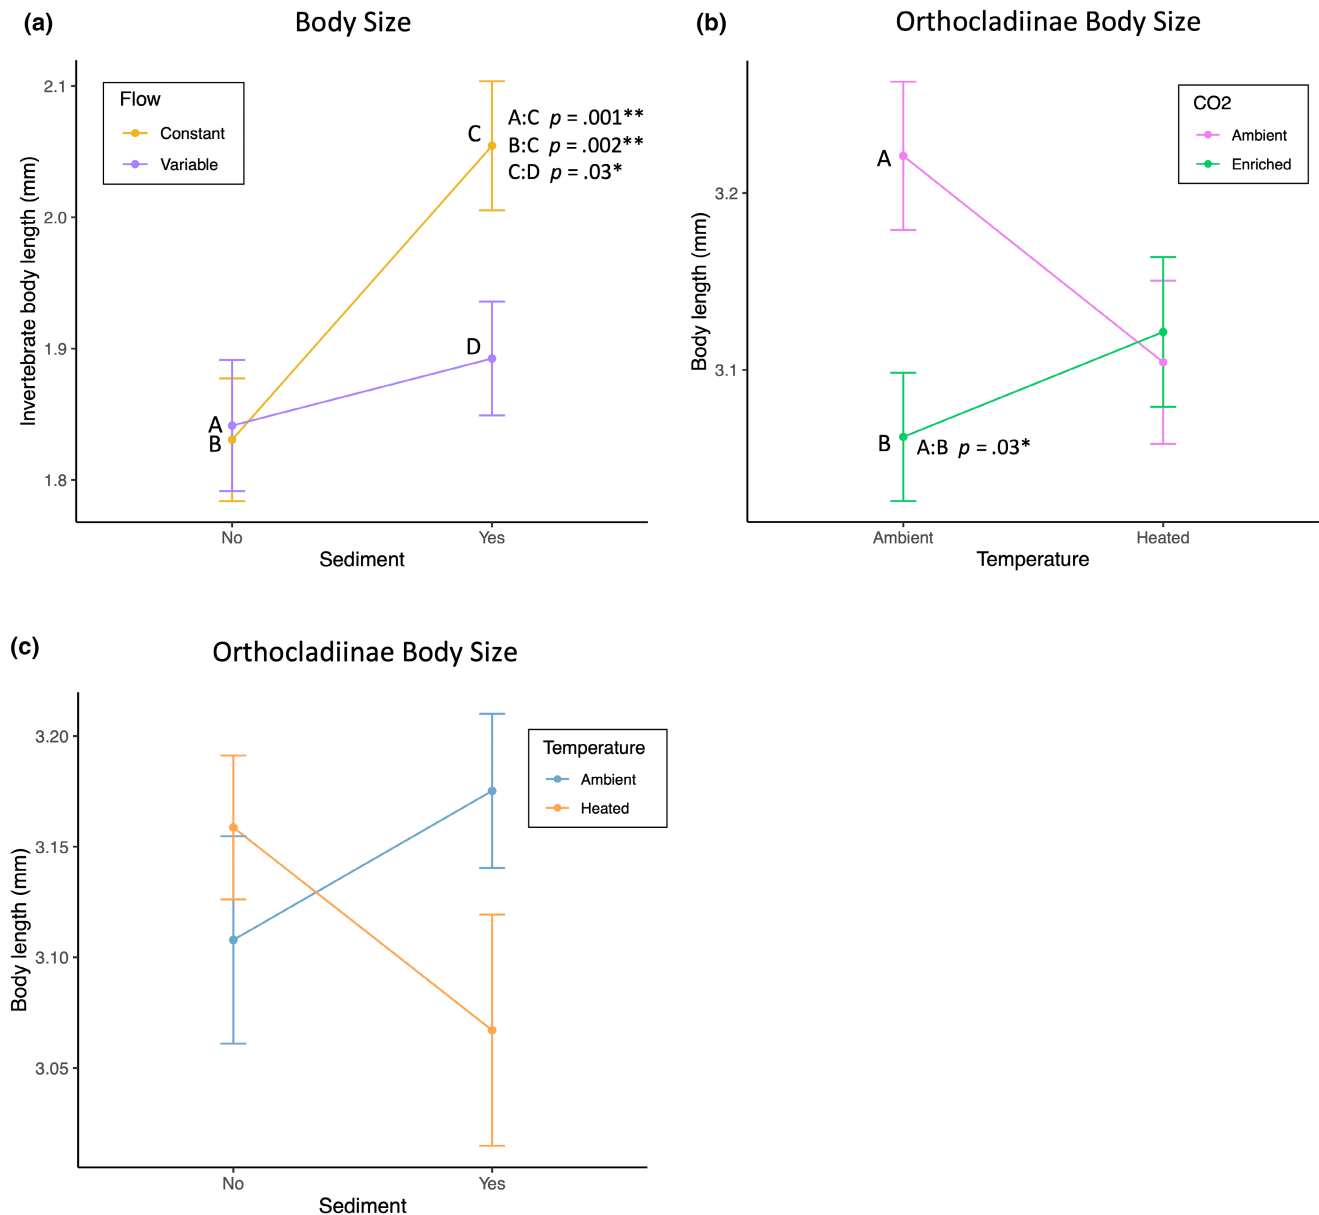 (a)
Body Size
Invertebrate body length (mm)
2.1
2.0
1.9
1.8
Flow
Constant
Variable
A
B
C
D
A:C p = .001**
B:C p = .002**
C:D p = .03*
No
Yes
Sediment
(b)
Orthocladiinae Body Size
Body length (mm)
3.2
3.1
CO2
Ambient
Enriched
A
B
A:B p = .03*
Ambient
Heated
Temperature
(c)
Orthocladiinae Body Size
Body length (mm)
3.20
3.15
3.10
3.05
Temperature
Ambient
Heated
No
Yes
Sediment